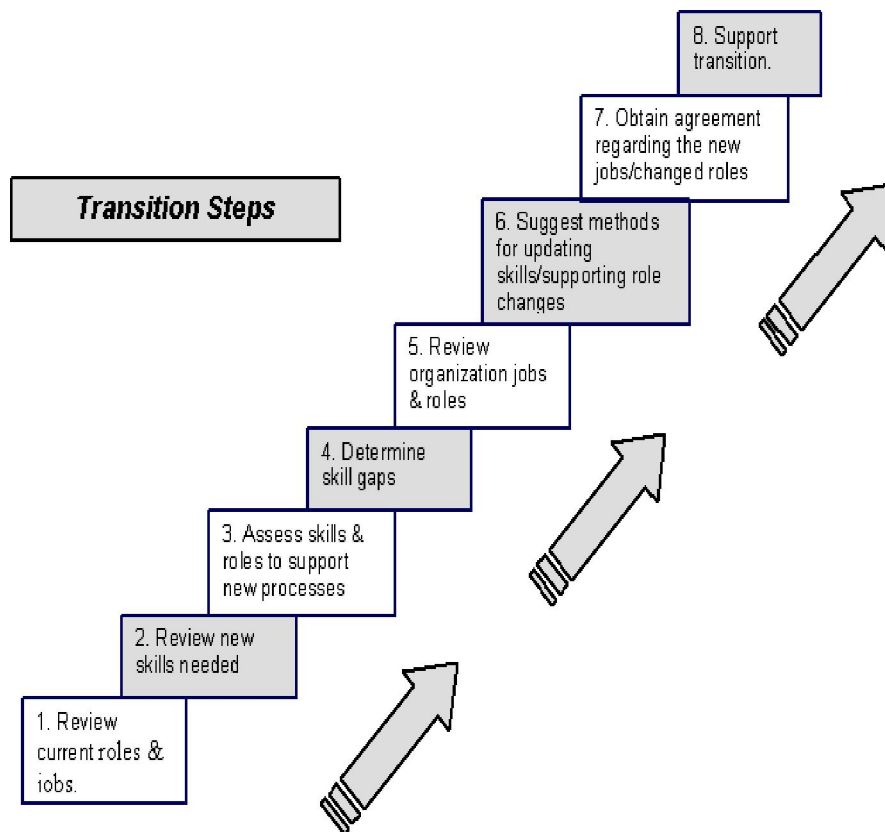 8. Support
transition.
7. Obtain agreement
regarding the new
jobs/changed roles
Transition Steps
6. Suggest methods
for updating
skills/supporting role
changes
5. Review
organization jobs
& roles
4. Determine
skill gaps
3. Assess skills &
roles to support
new processes
2. Review new
skills needed
1. Review
current roles &
jobs.